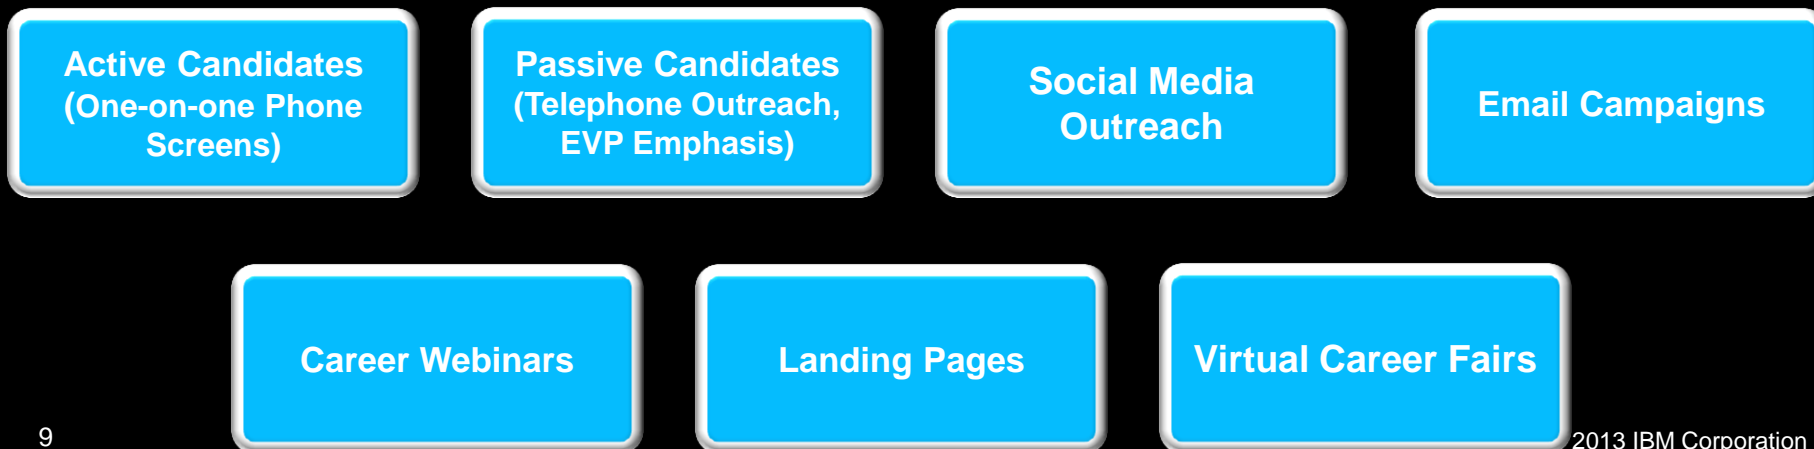 Active Candidates
(One-on-one Phone
Screens)
Passive Candidates
(Telephone Outreach,
EVP Emphasis)
Social Media
Outreach
Email Campaigns
Career Webinars
Landing Pages
Virtual Career Fairs
9
2013 IBM Corporation